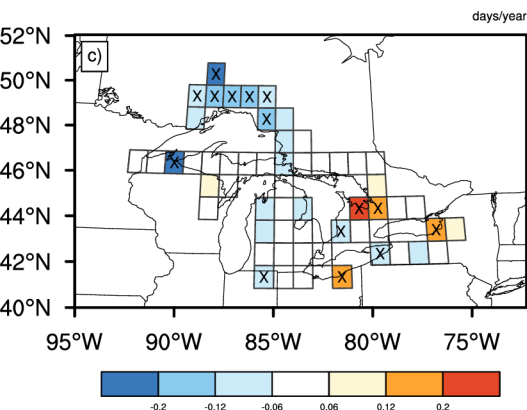 days/year
52°N
c)
50°N
X
X X X X X
48°N
X
46°N
X
44°N
X X
X X
42°N
X
X X
40°N
95°W 90°W 85°W 80°W 75°W
-0.2 -0.12 -0.06 0.06 0.12 0.2